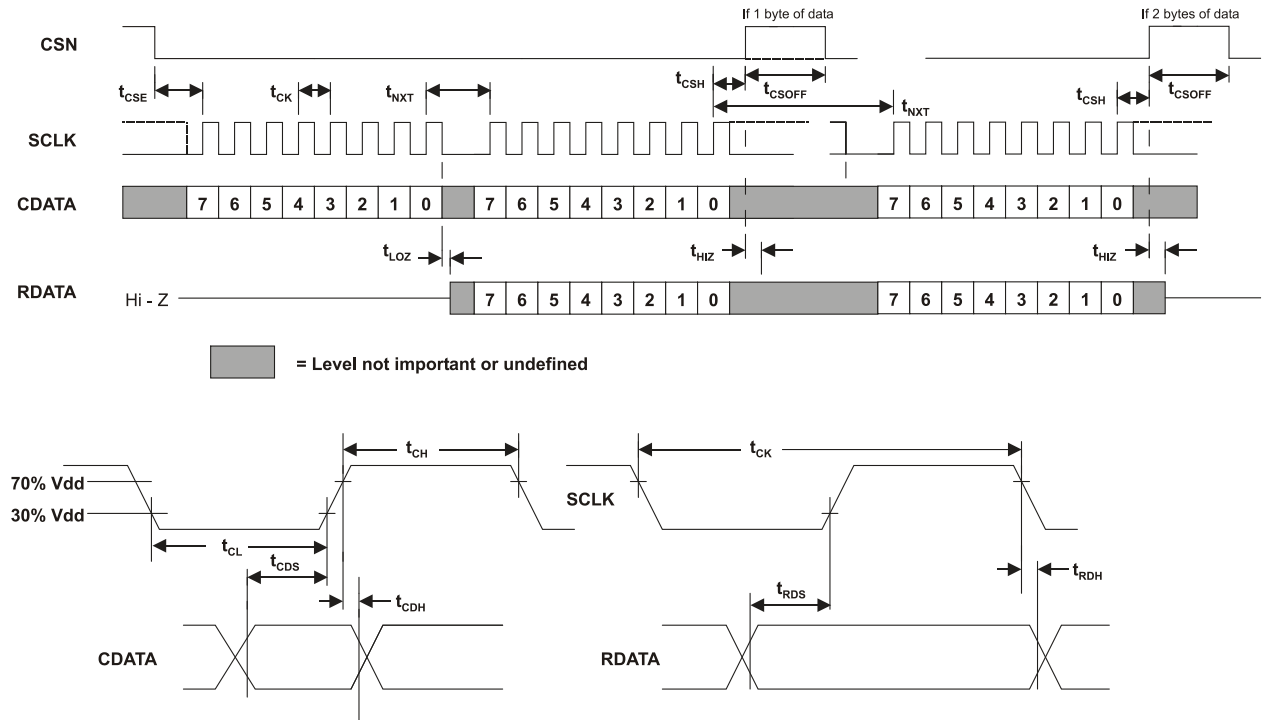 If 1 byte of data
If 2 bytes of data
CSN
tCSE
tCK
tNXT
tCSH
tCSOFF
tNXT
tCSH
tCSOFF
SCLK
CDATA
7 6 5 4 3 2 1 0
7 6 5 4 3 2 1 0
7 6 5 4 3 2 1 0
tLOZ
tHIZ
tHIZ
RDATA
Hi - Z
7 6 5 4 3 2 1 0
7 6 5 4 3 2 1 0
= Level not important or undefined
tCH
70% Vdd
30% Vdd
tCL
tCDS
tCDH
CDATA
tCK
SCLK
tRDH
tRDS
RDATA